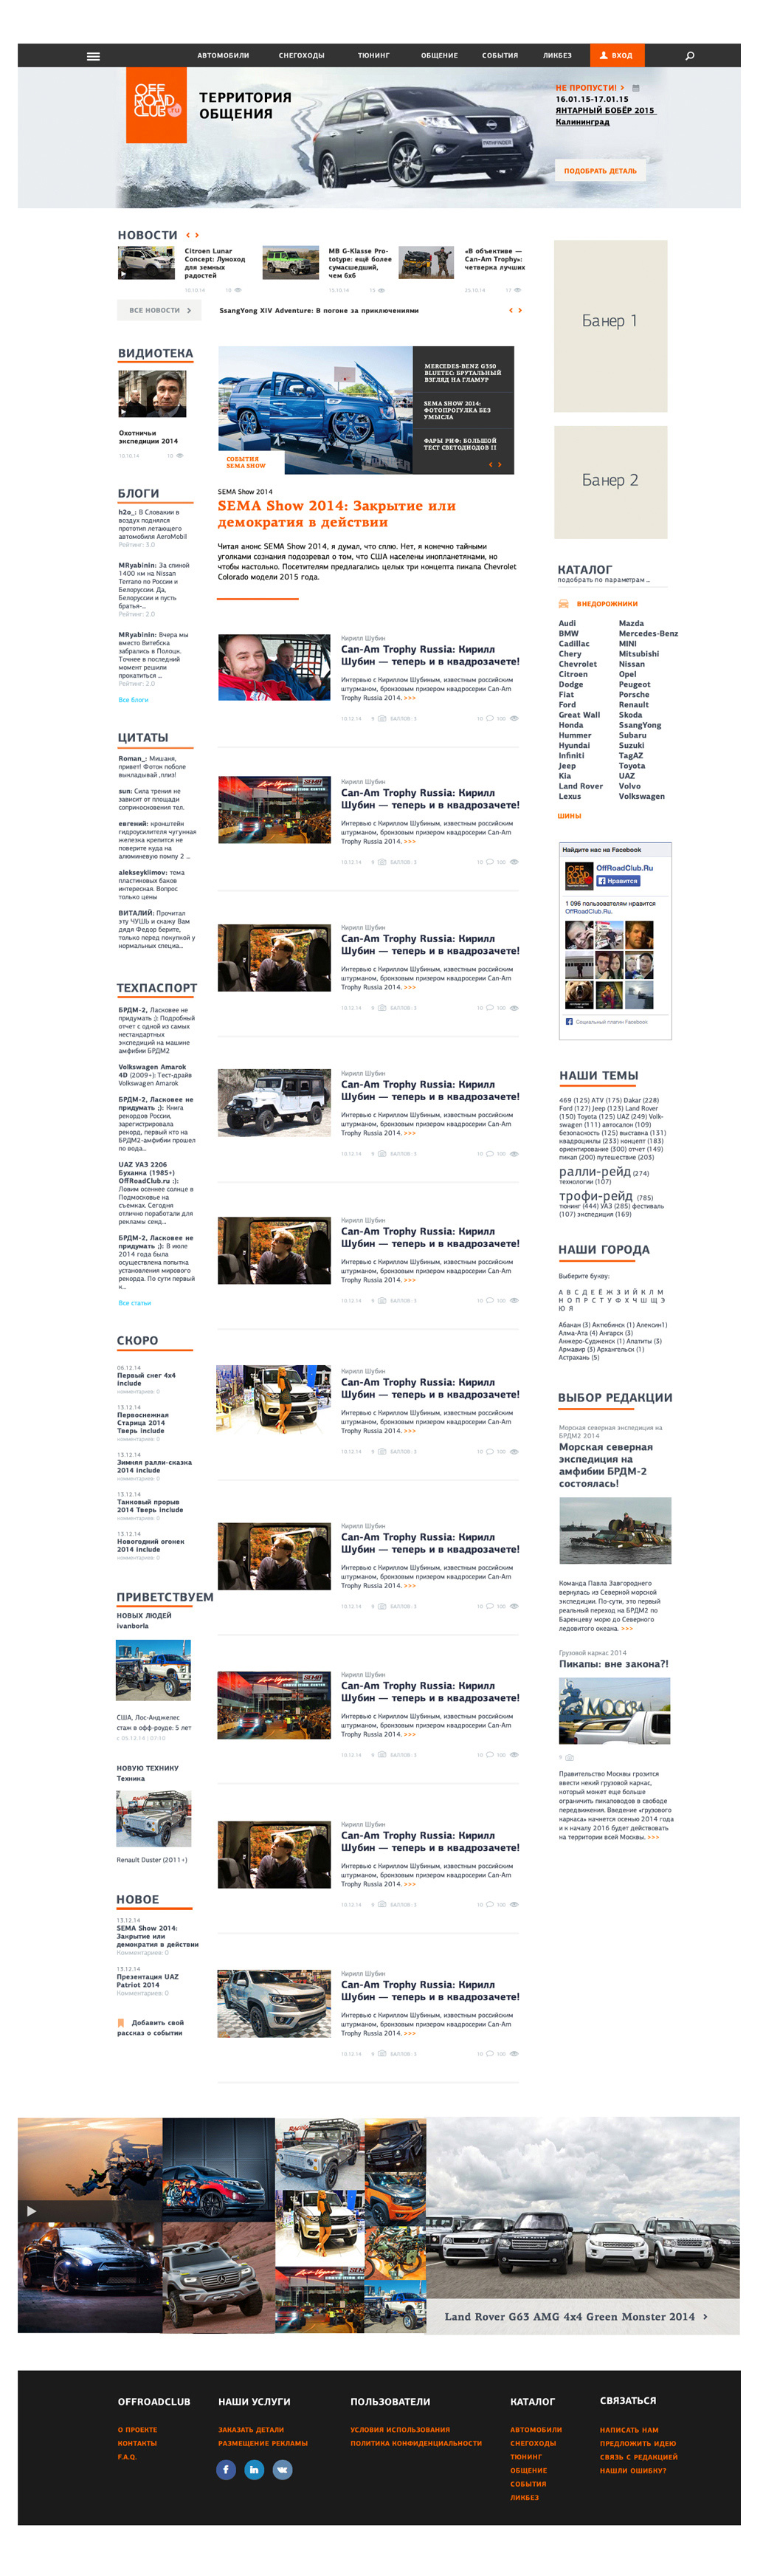 АВТОМОБИЛИ СНЕГОХОДЫ ТЮНИНГ ОБЩЕНИЕ СОБЫТИЯ ЛИКБЕЗ ВХОД
OFF
ROAD
CLUB.ru
ТЕРРИТОРИЯ
ОБЩЕНИЯ
НЕ ПРОПУСТИ! >
16.01.15-17.01.15
ЯНТАРНЫЙ БОБЁР 2015
Калининград
ПОДОБРАТЬ ДЕТАЛЬ
НОВОСТИ
Citroen Lunar
Concept: Луноход
для земных
радостей
10.10.14 10
MB G-Klasse Pro-
totype: ещё более
сумасшедший,
чем 6x6
15.10.14 15
«В объективе —
Can-Am Trophy»:
четверка лучших
25.10.14 17
ВСЕ НОВОСТИ >
SsangYong XIV Adventure: В погоне за приключениями
Банер 1
Банер 2
ВИДИОТЕКА
Охотничьи
экспедиции 2014
10.10.14 10
MERCEDES-BENZ G350
BLUETEC: БРУТАЛЬНЫЙ
ВЗГЛЯД НА ГЛАМУР
SEMA SHOW 2014:
ФОТОПРОГУЛКА БЕЗ
УМЫСЛА
ФАРЫ РИФ: БОЛЬШОЙ
ТЕСТ СВЕТОДИОДОВ II
СОБЫТИЯ
SEMA SHOW
SEMA Show 2014
SEMA Show 2014: Закрытие или
демократия в действии
Читая анонс SEMA Show 2014, я думал, что сплю. Нет, я конечно тайными
уголками сознания подозревал о том, что США населены инопланетянами, но
чтобы настолько. Посетителям предлагались целых три концепта пикапа Chevrolet
Colorado модели 2015 года.
БЛОГИ
h2o_: В Словакии в
воздух поднялся
прототип летающего
автомобиля AeroMobil
Рейтинг: 3.0
MRyabinin: За спиной
1400 км на Nissan
Terrano по России и
Белоруссии. Да,
Белоруссии и пусть
братья-...
Рейтинг: 2.0
MRyabinin: Вчера мы
вместо Витебска
забрались в Полоцк.
Точнее в последний
момент решили
прокатиться ...
Рейтинг: 2.0
Все блоги
ЦИТАТЫ
Roman_: Мишаня,
привет! Фоток поболе
выкладывай ,плиз!
sun: Сила трения не
зависит от площади
соприкосновения тел.
евгений: кронштейн
гидроусилителя чугунная
железка крепится не
поверите куда на
алюминевую помпу 2 ...
alekseyklimov: тема
пластиковых баков
интересная. Вопрос
только цены
ВИТАЛИЙ: Прочитал
эту ЧУШЬ и скажу Вам
дядя Федор берите,
только перед покупкой у
нормальных специа...
ТЕХПАСПОРТ
БРДМ-2, Ласковее не
придумать ;): Подробный
отчет с одной из самых
нестандартных
экспедиций на машине
амфибии БРДМ2
Volkswagen Amarok
4D (2009+): Тест-драйв
Volkswagen Amarok
БРДМ-2, Ласковее не
придумать ;): Книга
рекордов России,
зарегистрировала
рекорд, первый кто на
БРДМ2-амфибии прошел
по вода...
UAZ УАЗ 2206
Буханка (1985+)
OffRoadClub.ru :):
Ловим осеннее солнце в
Подмосковье на
съемках. Сегодня
отлично поработали для
рекламы сенд...
БРДМ-2, Ласковее не
придумать ;): В июле
2014 года была
осуществлена попытка
установления мирового
рекорда. По сути первый
к...
Все статьи
СКОРО
06.12.14
Первый снег 4x4
include
комментариев: 0
13.12.14
Первоснежная
Старица 2014
Тверь include
комментариев: 0
13.12.14
Зимняя ралли-сказка
2014 include
комментариев: 0
13.12.14
Танковый прорыв
2014 Тверь include
комментариев: 0
13.12.14
Новогодний огонек
2014 include
комментариев: 0
ПРИВЕТСТВУЕМ
НОВЫХ ЛЮДЕЙ
ivanborla
США, Лос-Анджелес
стаж в офф-роуде: 5 лет
с 05.12.14 | 07:10
НОВУЮ ТЕХНИКУ
Техника
Renault Duster (2011+)
НОВОЕ
13.12.14
SEMA Show 2014:
Закрытие или
демократия в действии
Комментариев: 0
13.12.14
Презентация UAZ
Patriot 2014
Комментариев: 0
Добавить свой
рассказ о событии
Кирилл Шубин
Can-Am Trophy Russia: Кирилл
Шубин — теперь и в квадрозачете!
Интервью с Кириллом Шубиным, известным российским
штурманом, бронзовым призером квадросерии Can-Am
Trophy Russia 2014. >>>
10.12.14 6 БАЛЛОВ: 3 10 100
Кирилл Шубин
Can-Am Trophy Russia: Кирилл
Шубин — теперь и в квадрозачете!
Интервью с Кириллом Шубиным, известным российским
штурманом, бронзовым призером квадросерии Can-Am
Trophy Russia 2014. >>>
10.12.14 6 БАЛЛОВ: 3 10 100
Кирилл Шубин
Can-Am Trophy Russia: Кирилл
Шубин — теперь и в квадрозачете!
Интервью с Кириллом Шубиным, известным российским
штурманом, бронзовым призером квадросерии Can-Am
Trophy Russia 2014. >>>
10.12.14 6 БАЛЛОВ: 3 10 100
Кирилл Шубин
Can-Am Trophy Russia: Кирилл
Шубин — теперь и в квадрозачете!
Интервью с Кириллом Шубиным, известным российским
штурманом, бронзовым призером квадросерии Can-Am
Trophy Russia 2014. >>>
10.12.14 6 БАЛЛОВ: 3 10 100
Кирилл Шубин
Can-Am Trophy Russia: Кирилл
Шубин — теперь и в квадрозачете!
Интервью с Кириллом Шубиным, известным российским
штурманом, бронзовым призером квадросерии Can-Am
Trophy Russia 2014. >>>
10.12.14 6 БАЛЛОВ: 3 10 100
Кирилл Шубин
Can-Am Trophy Russia: Кирилл
Шубин — теперь и в квадрозачете!
Интервью с Кириллом Шубиным, известным российским
штурманом, бронзовым призером квадросерии Can-Am
Trophy Russia 2014. >>>
10.12.14 6 БАЛЛОВ: 3 10 100
Кирилл Шубин
Can-Am Trophy Russia: Кирилл
Шубин — теперь и в квадрозачете!
Интервью с Кириллом Шубиным, известным российским
штурманом, бронзовым призером квадросерии Can-Am
Trophy Russia 2014. >>>
10.12.14 6 БАЛЛОВ: 3 10 100
Кирилл Шубин
Can-Am Trophy Russia: Кирилл
Шубин — теперь и в квадрозачете!
Интервью с Кириллом Шубиным, известным российским
штурманом, бронзовым призером квадросерии Can-Am
Trophy Russia 2014. >>>
10.12.14 6 БАЛЛОВ: 3 10 100
Кирилл Шубин
Can-Am Trophy Russia: Кирилл
Шубин — теперь и в квадрозачете!
Интервью с Кириллом Шубиным, известным российским
штурманом, бронзовым призером квадросерии Can-Am
Trophy Russia 2014. >>>
10.12.14 6 БАЛЛОВ: 3 10 100
Кирилл Шубин
Can-Am Trophy Russia: Кирилл
Шубин — теперь и в квадрозачете!
Интервью с Кириллом Шубиным, известным российским
штурманом, бронзовым призером квадросерии Can-Am
Trophy Russia 2014. >>>
10.12.14 6 БАЛЛОВ: 3 10 100
КАТАЛОГ
подобрать по параметрам ...
ВНЕДОРОЖНИКИ
Audi Mazda
BMW Mercedes-Benz
Cadillac MINI
Chery Mitsubishi
Chevrolet Nissan
Citroen Opel
Dodge Peugeot
Fiat Porsche
Ford Renault
Great Wall Skoda
Honda SsangYong
Hummer Subaru
Hyundai Suzuki
Infiniti TagAZ
Jeep Toyota
Kia UAZ
Land Rover Volvo
Lexus Volkswagen
ШИНЫ
Найдите нас на Facebook
OffRoadClub.Ru
Нравится
1 096 пользователям нравится
OffRoadClub.Ru.
Социальный плагин Facebook
НАШИ ТЕМЫ
469 (125) ATV (175) Dakar (228)
Ford (127) Jeep (123) Land Rover
(150) Toyota (125) UAZ (249) Volk-
swagen (111) автосалон (109)
безопасность (125) выставка (131)
квадроциклы (233) концепт (183)
ориентирование (300) отчет (149)
пикап (200) путешествие (203)
ралли-рейд (274)
технологии (107)
трофи-рейд (785)
тюнинг (444) УАЗ (285) фестиваль
(107) экспедиция (169)
НАШИ ГОРОДА
Выберите букву:
А В С Д Е Ё Ж З И Й К Л М
Н О П Р С Т У Ф Х Ч Ш Щ Э
Ю Я
Абакан (3) Актюбинск (1) Алексин1)
Алма-Ата (4) Ангарск (3)
Анжеро-Судженск (1) Апатиты (3)
Армавир (3) Архангельск (1)
Астрахань (5)
ВЫБОР РЕДАКЦИИ
Морская северная экспедиция на
БРДМ2 2014
Морская северная
экспедиция на
амфибии БРДМ-2
состоялась!
Команда Павла Завгороднего
вернулась из Северной морской
экспедиции. По-сути, это первый
реальный переход на БРДМ2 по
Баренцеву морю до Северного
ледовитого океана. >>>
Грузовой каркас 2014
Пикапы: вне закона?!
МОСКВА
6
Правительство Москвы грозится
ввести некий грузовой каркас,
который может еще больше
ограничить пикаповодов в свободе
передвижения. Введение «грузового
каркаса» начнется осенью 2014 года
и к началу 2016 будет действовать
на территории всей Москвы. >>>
Land Rover G63 AMG 4x4 Green Monster 2014 >
OFFROADCLUB
О ПРОЕКТЕ
КОНТАКТЫ
F.A.Q.
НАШИ УСЛУГИ
ЗАКАЗАТЬ ДЕТАЛИ
РАЗМЕЩЕНИЕ РЕКЛАМЫ
ПОЛЬЗОВАТЕЛИ
УСЛОВИЯ ИСПОЛЬЗОВАНИЯ
ПОЛИТИКА КОНФИДЕНЦИАЛЬНОСТИ
КАТАЛОГ
АВТОМОБИЛИ
СНЕГОХОДЫ
ТЮНИНГ
ОБЩЕНИЕ
СОБЫТИЯ
ЛИКБЕЗ
СВЯЗАТЬСЯ
НАПИСАТЬ НАМ
ПРЕДЛОЖИТЬ ИДЕЮ
СВЯЗЬ С РЕДАКЦИЕЙ
НАШЛИ ОШИБКУ?